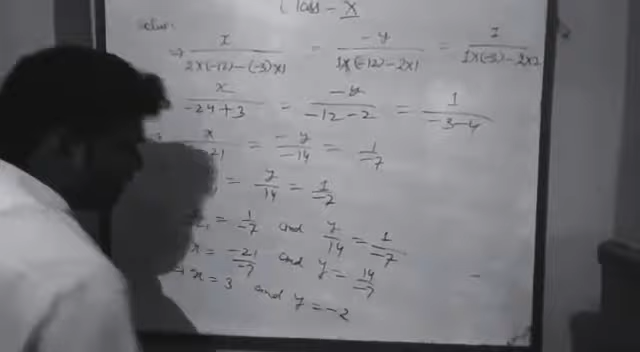 Class - X
⇒ x/(2×(-12)-(-3)×1) = -y/(1×(-12)-2×1) = 1/(1×(-3)-2×2)
x/(-24+3) = -y/(-12-2) = 1/(-3-4)
x/-21 = -y/-14 = 1/-7
= y/14 = 1/-7
= 1/-7 and y/14 = 1/-7
x = -21/-7 and y = 14/-7
⇒ x = 3 and y = -2